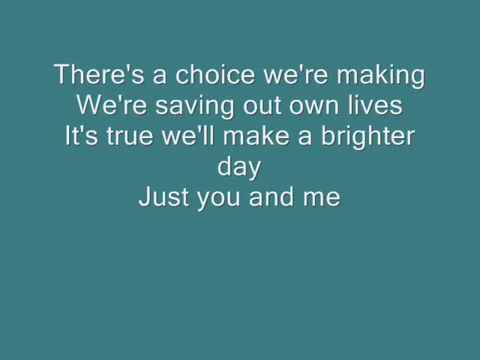 There's a choice we're making
We're saving out own lives
It's true we'll make a brighter
day
Just you and me